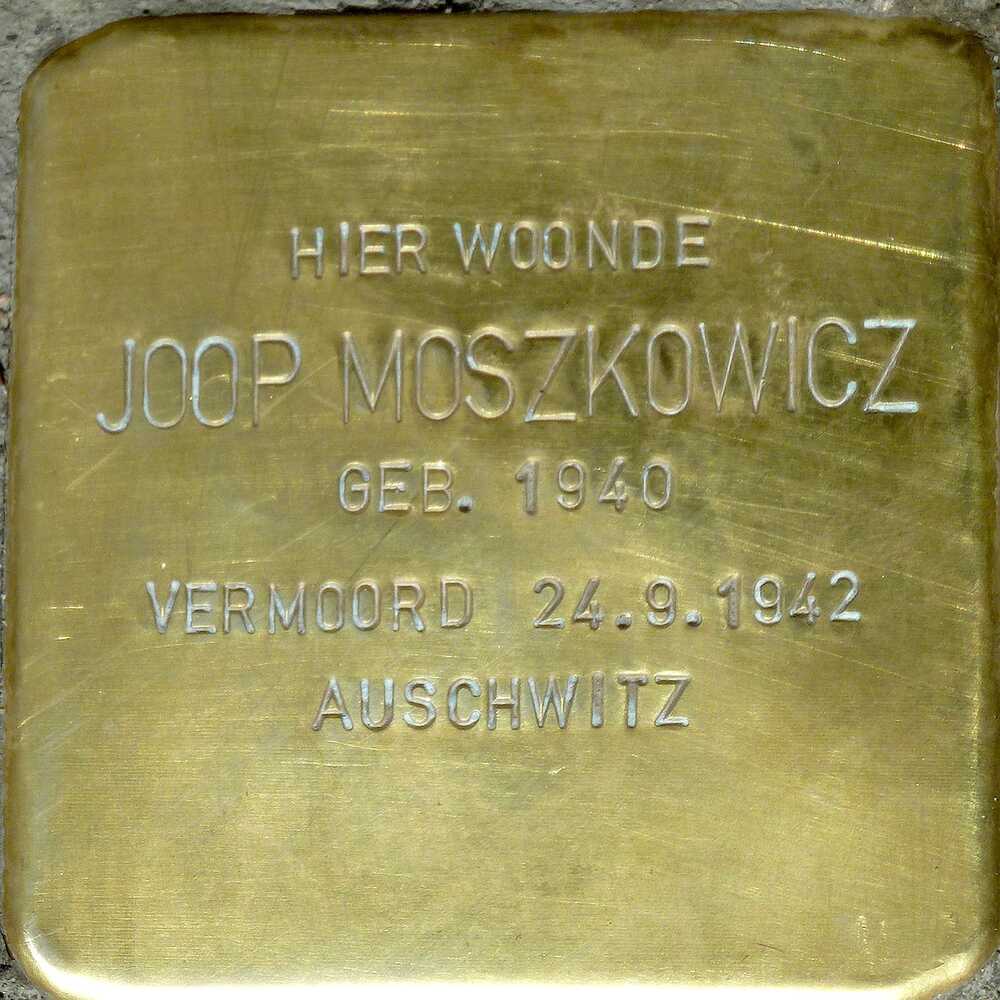 HIER WOONDE
JOOP MOSZKOWICZ
GEB. 1940
VERMOORD 24.9.1942
AUSCHWITZ